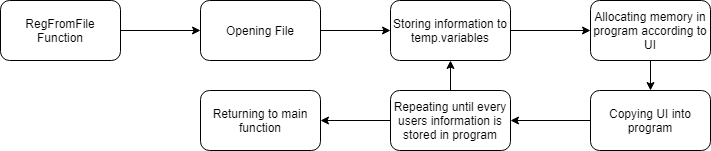 RegFromFile
Function
Opening File
Storing information to
temp.variables
Allocating memory in
program according to
UI
Copying UI into
program
Repeating until every
users information is
stored in program
Returning to main
function